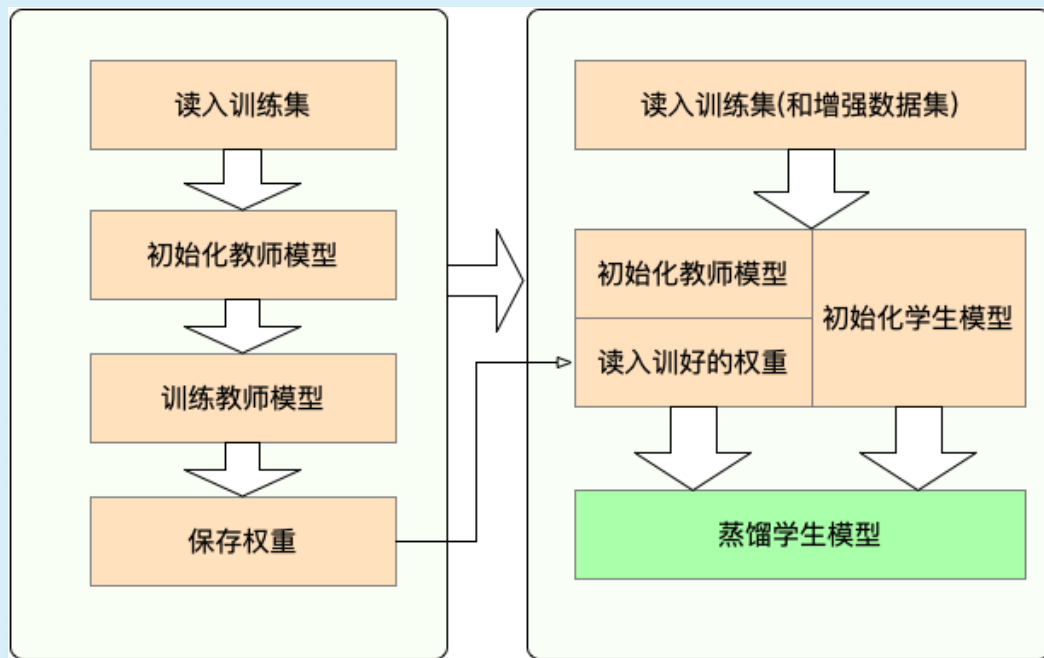 读入训练集
初始化教师模型
训练教师模型
保存权重
读入训练集(和增强数据集)
初始化教师模型
读入训好的权重
初始化学生模型
蒸馏学生模型